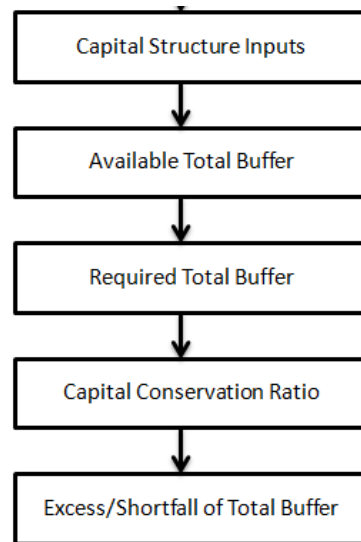 Capital Structure Inputs
Available Total Buffer
Required Total Buffer
Capital Conservation Ratio
Excess/Shortfall of Total Buffer